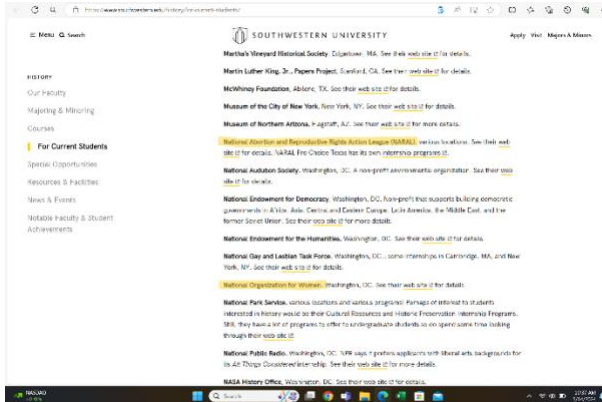 https://www.southwestern.edu/history/for-current-students/
Menu Search
SOUTHWESTERN UNIVERSITY
Apply Visit Majors & Minors
HISTORY
Our Faculty
Majoring & Minoring
Courses
For Current Students
Special Opportunities
Resources & Facilities
News & Events
Notable Faculty & Student
Achievements
Martha's Vineyard Historical Society, Edgartown, MA. See their web site for details.
Martin Luther King, Jr., Papers Project, Stanford, CA. See their web site for details.
McWhiney Foundation, Abilene, TX. See their web site for details.
Museum of the City of New York, New York, NY. See their web site for details.
Museum of Northern Arizona, Flagstaff, AZ. See their web site for more details.
National Abortion and Reproductive Rights Action League (NARAL), various locations. See their web
site for details. NARAL Pro-Choice Texas has its own internship programs.
National Audubon Society, Washington, DC. A non-profit environmental organization. See their web
site for details.
National Endowment for Democracy, Washington, DC. Non-profit that supports building democratic
governments in Africa, Asia, Central and Eastern Europe, Latin America, the Middle East, and the
former Soviet Union. See their web site for more details.
National Endowment for the Humanities, Washington, DC. See their web site for details.
National Gay and Lesbian Task Force, Washington, DC, some internships in Cambridge, MA, and New
York, NY. See their web site for details.
National Organization for Women, Washington, DC. See their web site for details.
National Park Service, various locations and various programs! Perhaps of interest to students
interested in history would be their Cultural Resources and Historic Preservation Internship Programs.
Still, they have a lot of programs to offer to undergraduate students so on spend some time looking
through their web site
National Public Radio, Washington, DC. NPR says it prefers applicants with liberal arts backgrounds for
its All Things Considered internship. See their web site for more details.
NASA History Office, Washington, DC. See their web site for more details.
NASDAQ
Search